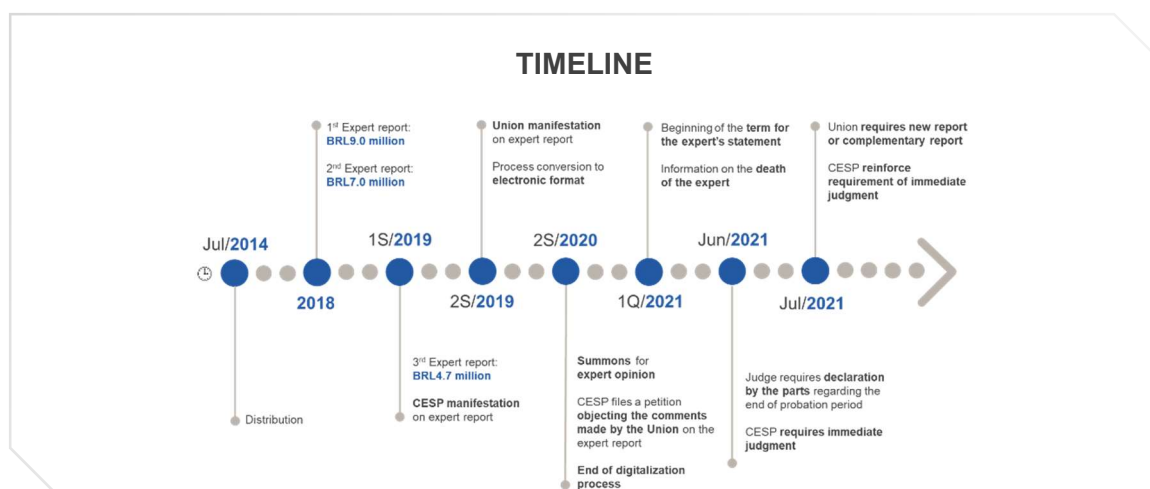 TIMELINE
Jul/2014
Distribution
2018
1st Expert report:
BRL9.0 million
2nd Expert report:
BRL7.0 million
1S/2019
3rd Expert report:
BRL4.7 million
CESP manifestation
on expert report
2S/2019
Union manifestation
on expert report
Process conversion to
electronic format
2S/2020
Summons for
expert opinion
CESP files a petition
objecting the comments
made by the Union on the
expert report
End of digitalization
process
1Q/2021
Beginning of the term for
the expert's statement
Information on the death
of the expert
Jun/2021
Judge requires declaration
by the parts regarding the
end of probation period
CESP requires immediate
judgment
Jul/2021
Union requires new report
or complementary report
CESP reinforce
requirement of immediate
judgment